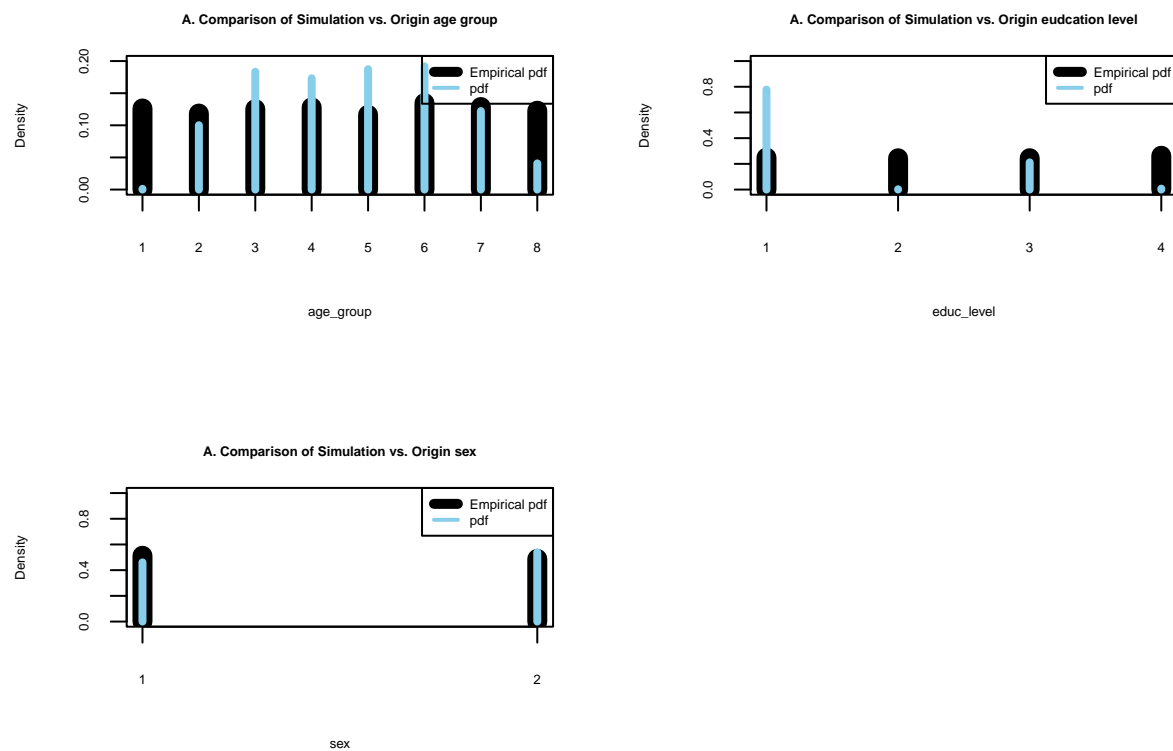 A. Comparison of Simulation vs. Origin age group
Density
0.00
0.10
0.20
Empirical pdf
pdf
1 2 3 4 5 6 7 8
age_group
A. Comparison of Simulation vs. Origin eudcation level
Density
0.0
0.4
0.8
Empirical pdf
pdf
1 2 3 4
educ_level
A. Comparison of Simulation vs. Origin sex
Density
0.0
0.4
0.8
Empirical pdf
pdf
1 2
sex